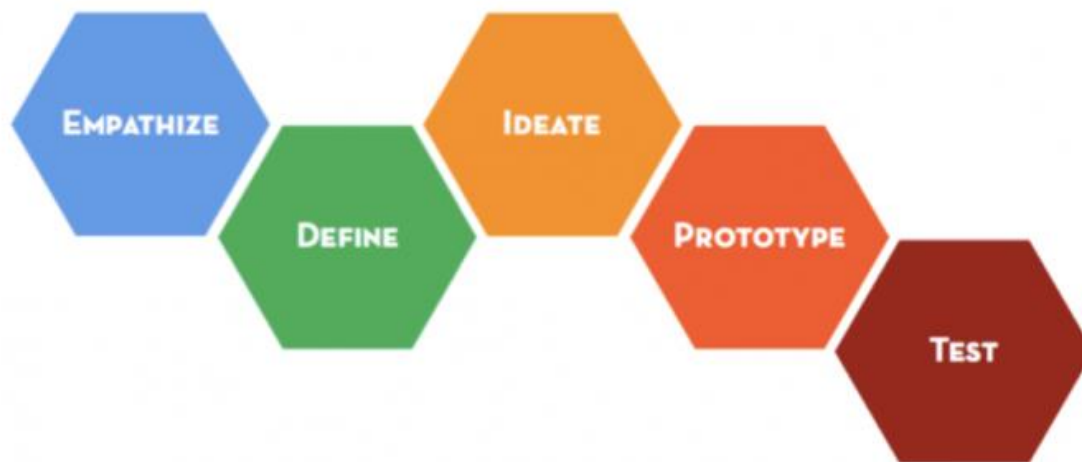 EMPATHIZE
DEFINE
IDEATE
PROTOTYPE
TEST